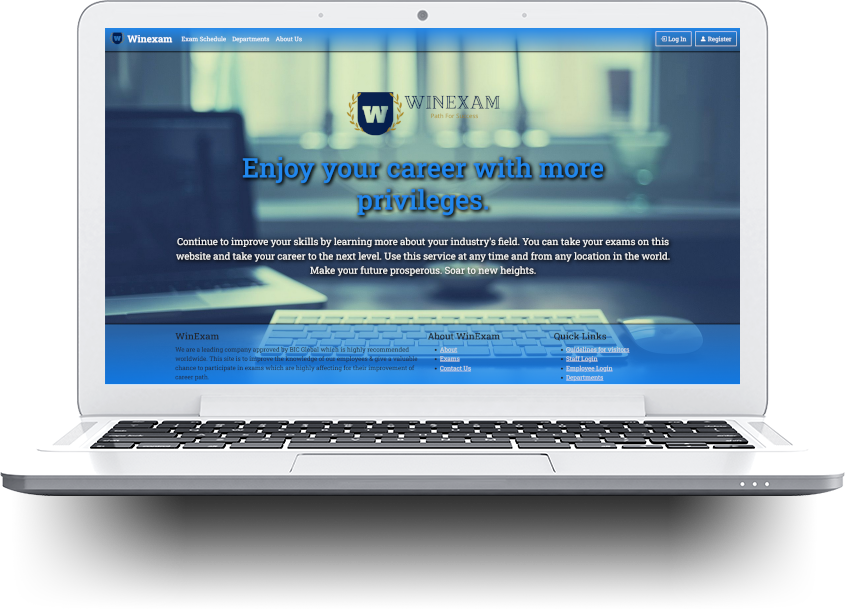 Winexam Exam Schedule Departments About Us Log In Register
W WINEXAM
Path For Success
Enjoy your career with more
privileges.
Continue to improve your skills by learning more about your industry's field. You can take your exams on this
website and take your career to the next level. Use this service at any time and from any location in the world.
Make your future prosperous. Soar to new heights.
WinExam
We are a leading company approved by BIC Global which is highly recommended
worldwide. This site is to improve the knowledge of our employees & give a valuable
chance to participate in exams which are highly affecting for their improvement of
career path
About WinExam
About
Exams
Contact Us
Quick Links
Guidelines for visitors
Staff Login
Employee Login
Departments